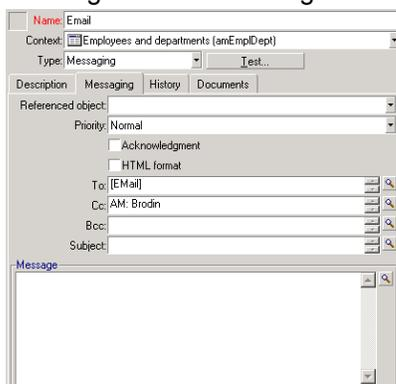 Name: Email
Context: Employees and departments (amEmplDept)
Type: Messaging Test...
Description Messaging History Documents
Referenced object:
Priority: Normal
Acknowledgment
HTML format
To: [EMail]
Cc: AM: Brodin
Bcc:
Subject:
Message